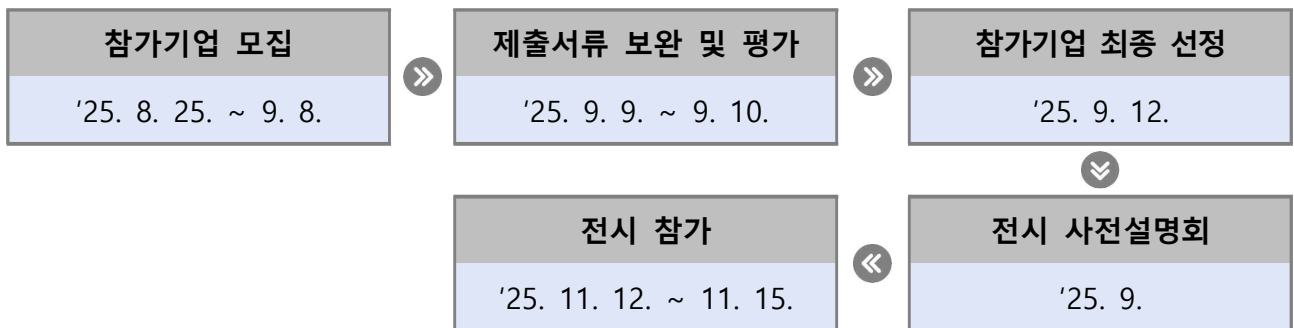 참가기업 모집
'25. 8. 25. ~ 9. 8.
제출서류 보완 및 평가
'25. 9. 9. ~ 9. 10.
참가기업 최종 선정
'25. 9. 12.
전시 사전설명회
'25. 9.
전시 참가
'25. 11. 12. ~ 11. 15.